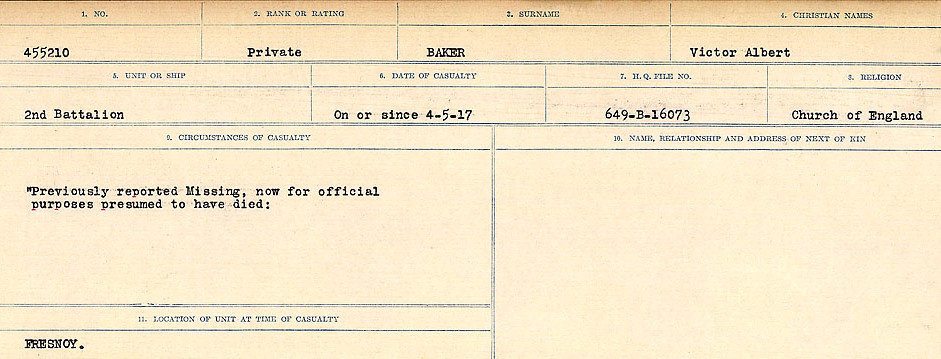 1. NO. 2. RANK OR RATING 3. SURNAME 4. CHRISTIAN NAMES
455210 Private BAKER Victor Albert
5. UNIT OR SHIP 6. DATE OF CASUALTY 7. H.Q. FILE NO. 8. RELIGION
2nd Battalion On or since 4-5-17 649-B-16073 Church of England
9. CIRCUMSTANCES OF CASUALTY 10. NAME, RELATIONSHIP AND ADDRESS OF NEXT OF KIN
"Previously reported Missing, now for official
purposes presumed to have died:
11. LOCATION OF UNIT AT TIME OF CASUALTY
FRESNOY.